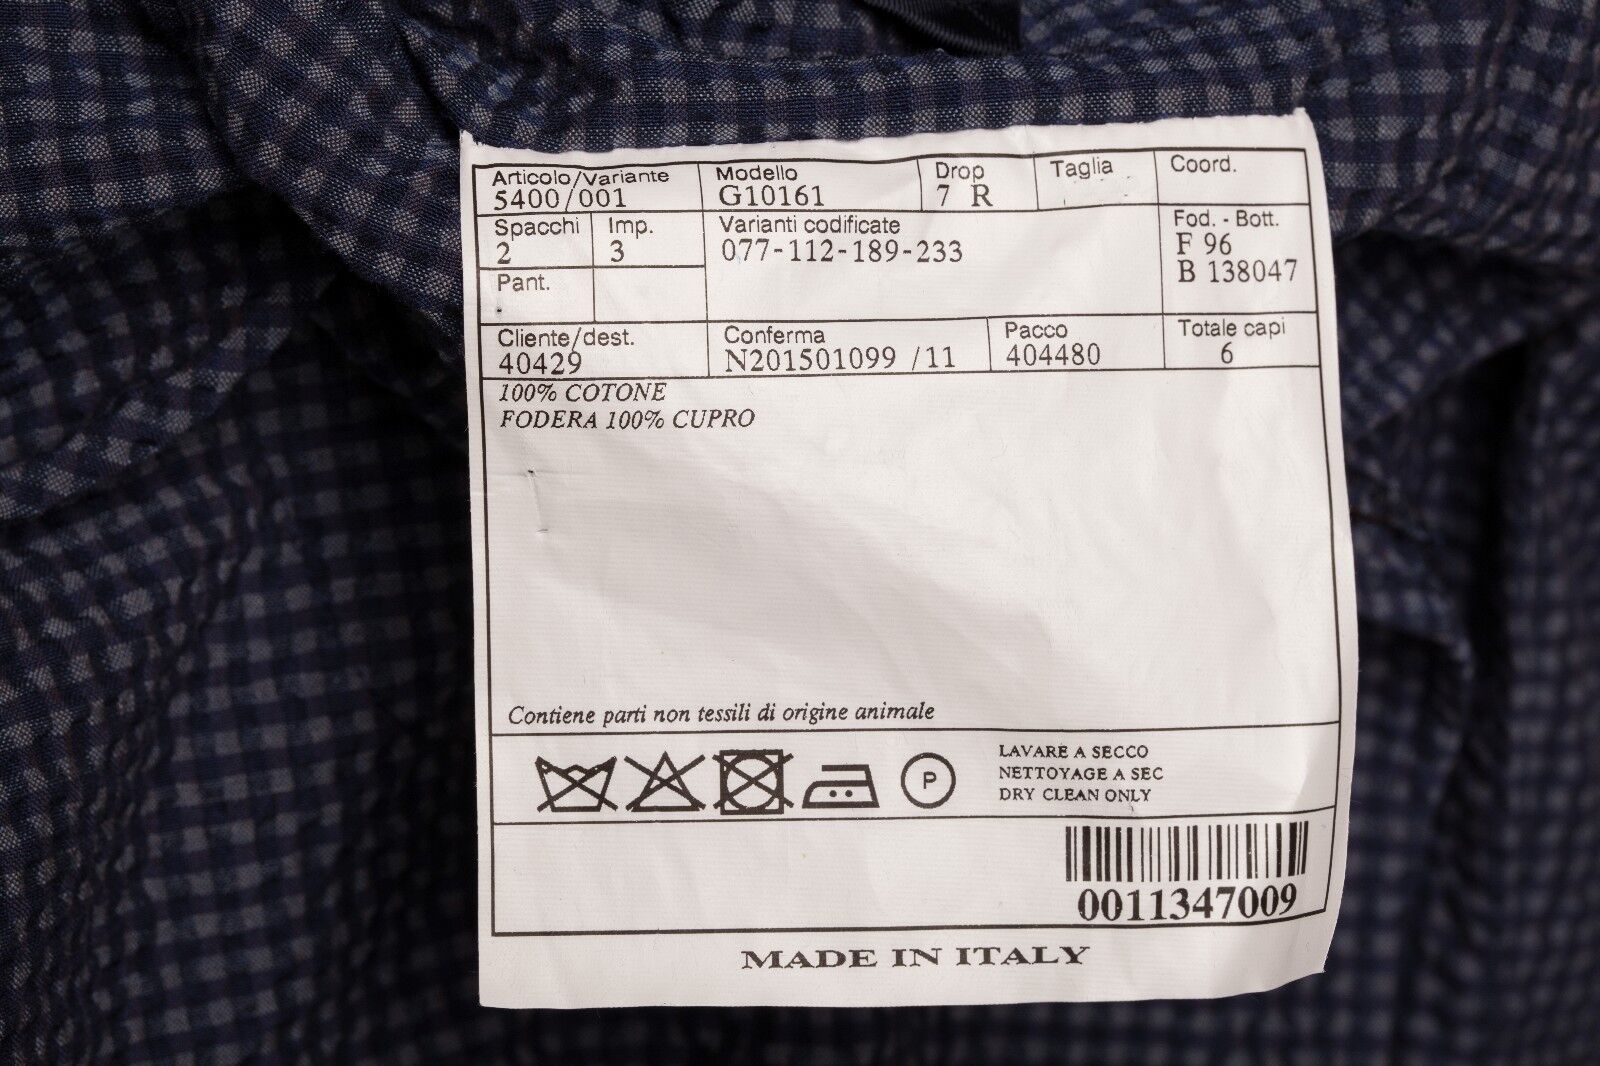 Articolo/Variante Modello Drop Taglia Coord.
5400/001 G10161 7 R
Spacchi Imp. Varianti codificate Fod. - Bott.
2 3 077-112-189-233 F 96
B 138047
Pant.
Cliente/dest. Conferma Pacco Totale capi
40429 N201501099 /11 404480 6
100% COTONE
FODERA 100% CUPRO
Contiene parti non tessili di origine animale
P
LAVARE A SECCO
NETTOYAGE A SEC
DRY CLEAN ONLY
0011347009
MADE IN ITALY